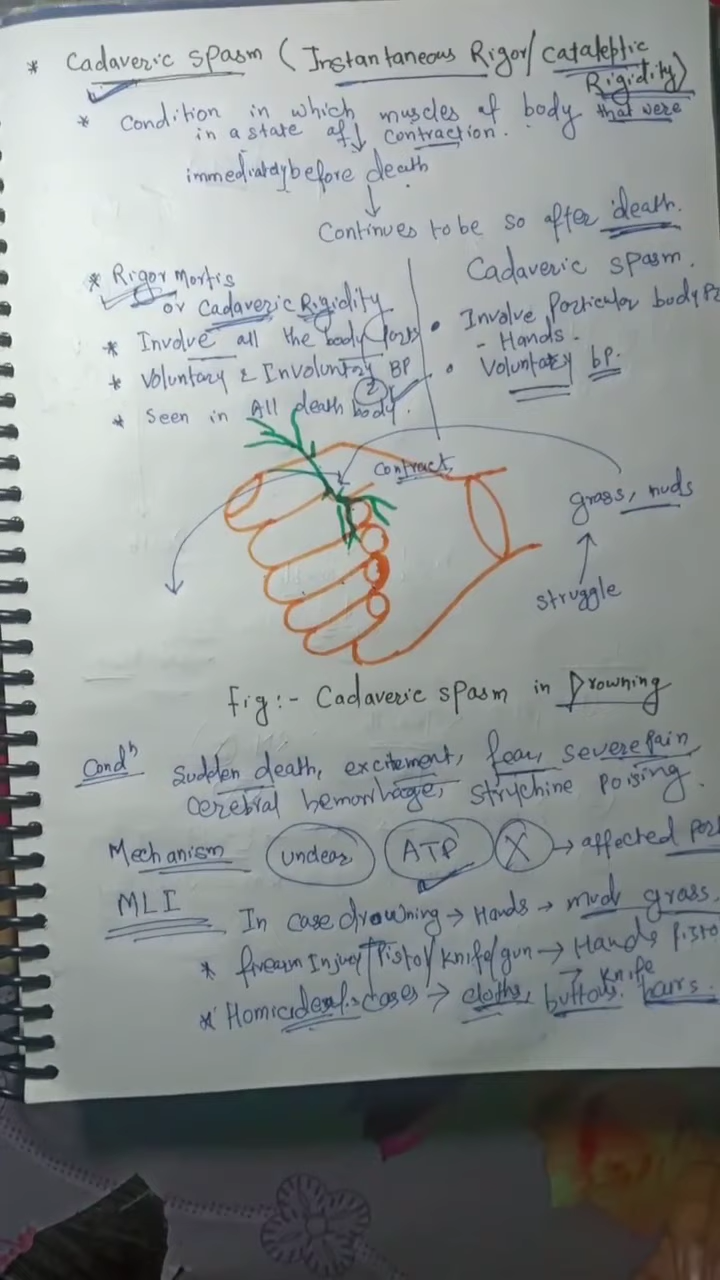 * Cadaveric spasm ( Instantaneous Rigor/ Cataleptic
Rigidity)
* Condition in which muscles of body that were
in a state of contraction.
immediately before death
Continues to be so after death.
* Rigor Mortis
or Cadaveric Rigidity
* Involve all the body parts
* Voluntary & Involuntary BP
* Seen in All death body.
2
Cadaveric spasm.
• Involve Particular body P
- Hands.
• Voluntary bP.
Contract
grass, muds
struggle
Fig:- Cadaveric spasm in Drowning
Condn Sudden death, excitement, fear, severe pain
cerebral hemorrhage, strychine poising.
Mechanism unclear ATP X → affected
MLI
In case drowning → Hands → mud grass.
* firearm Injury Pistol/ Knife/gun → Hands Pisto
→ knife
* Homicidal cases → cloths, buttons. hairs.